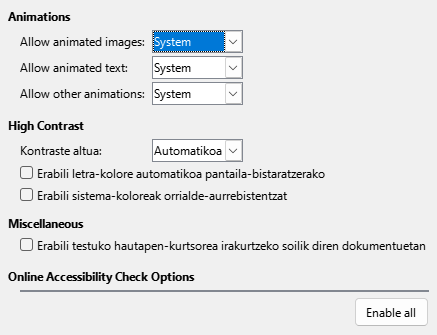 Animations
Allow animated images: System
Allow animated text: System
Allow other animations: System
High Contrast
Kontraste altua: Automatikoa
Erabili letra-kolore automatikoa pantaila-bistaratzerako
Erabili sistema-koloreak orrialde-aurrebistentzat
Miscellaneous
Erabili testuko hautapen-kurtsorea irakurtzeko soilik diren dokumentuetan
Online Accessibility Check Options
Enable all